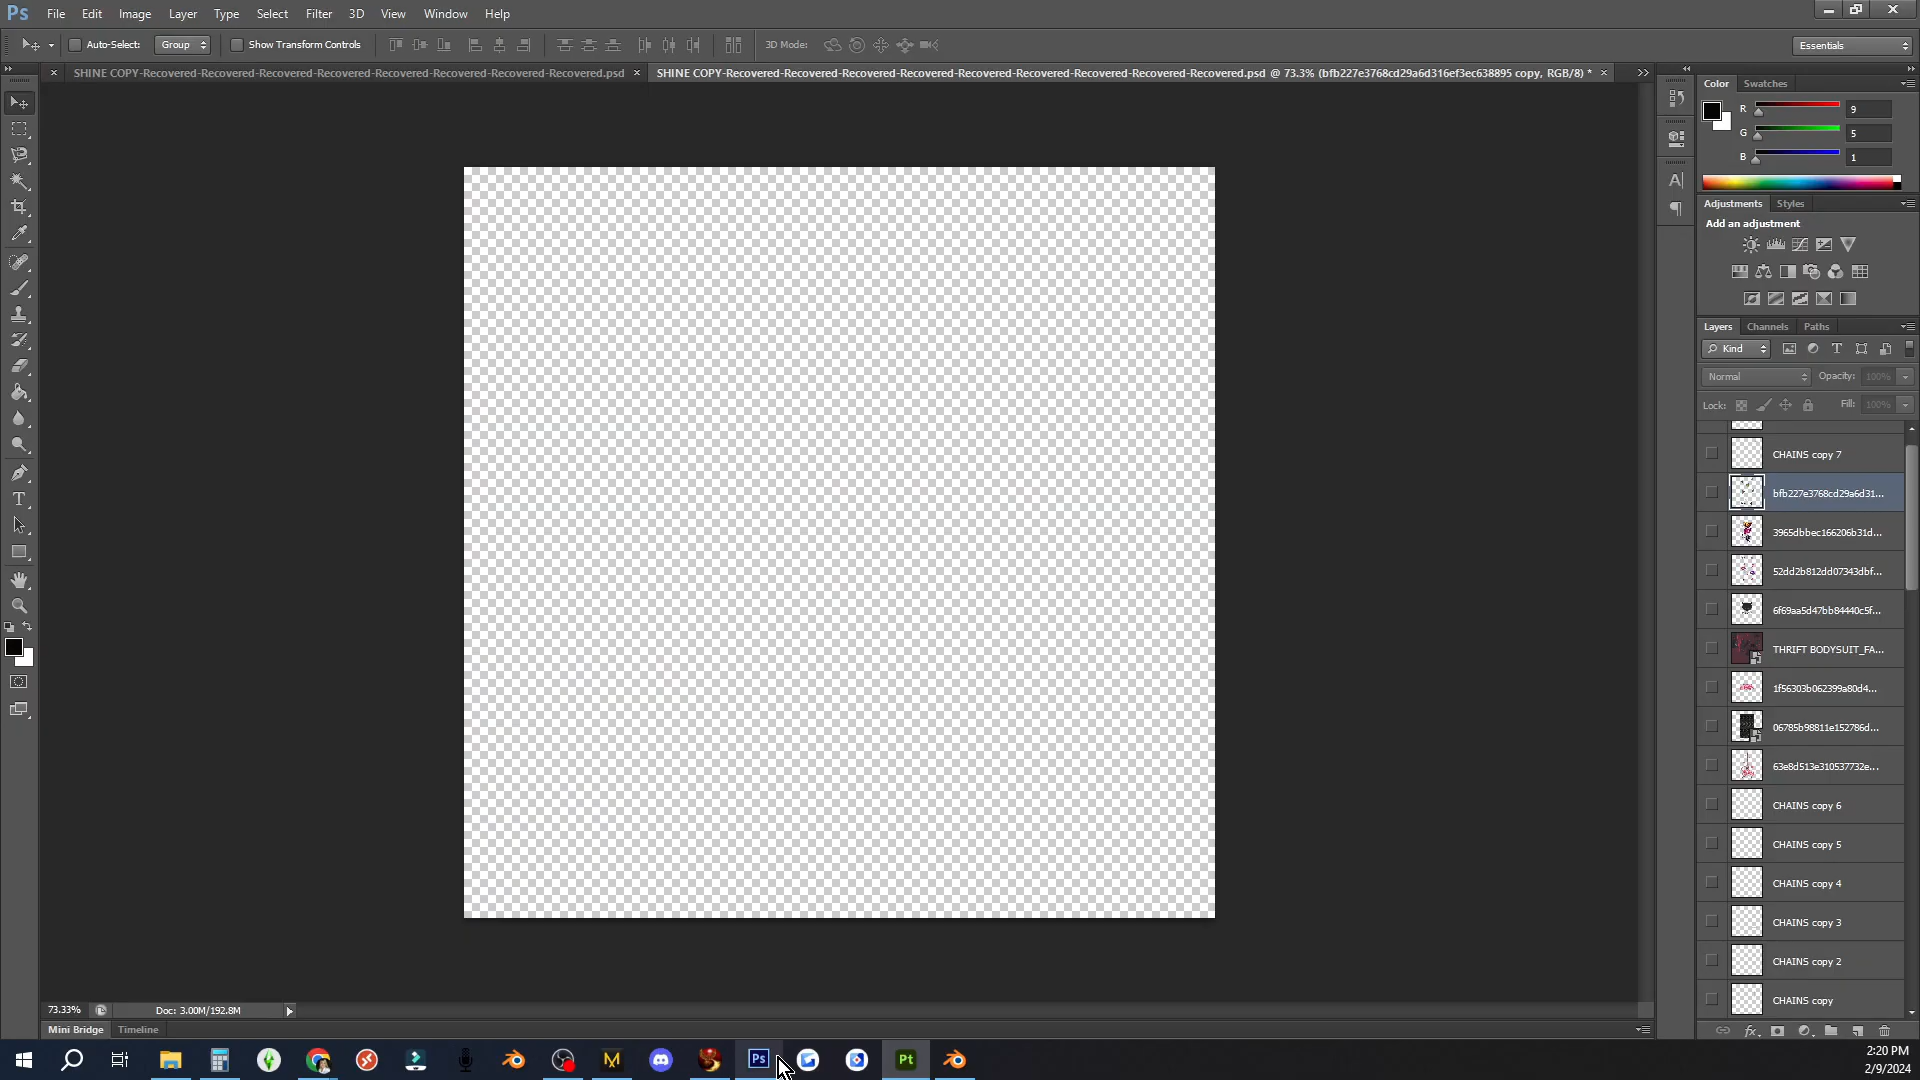 Ps File Edit Image Layer Type Select Filter 3D View Window Help
Auto-Select: Group Show Transform Controls 3D Mode: Essentials
SHINE COPY-Recovered-Recovered-Recovered-Recovered-Recovered-Recovered-Recovered.psd × SHINE COPY-Recovered-Recovered-Recovered-Recovered-Recovered-Recovered-Recovered-Recovered.psd @ 73.3% (bfb227e3768cd29a6d316ef3ec638895 copy, RGB/8) * ×
Color Swatches
R 9
G 5
B 1
Adjustments Styles
Add an adjustment
Layers Channels Paths
Kind
Normal Opacity: 100%
Lock: Fill: 100%
CHAINS copy 7
bfb227e3768cd29a6d31...
3965dbbec166206b31d...
52dd2b812dd07343dbf...
6f69aa5d47bb84440c5f...
THRIFT BODYSUIT_FA...
1f56303b062399a80d4...
06785b98811e152786d...
63e8d513e310537732e...
CHAINS copy 6
CHAINS copy 5
CHAINS copy 4
CHAINS copy 3
CHAINS copy 2
CHAINS copy
73.33% Doc: 3.00M/192.8M
Mini Bridge Timeline
Ps Pt
2:20 PM
2/9/2024